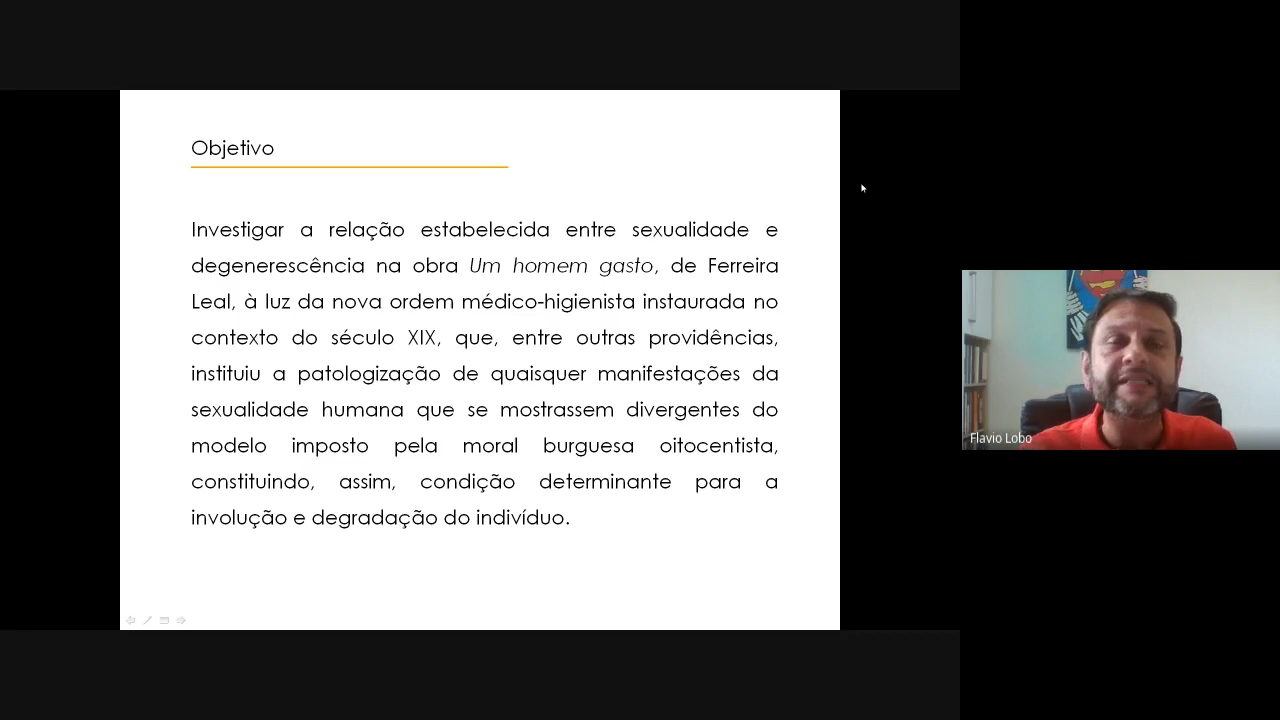 Objetivo
Investigar a relação estabelecida entre sexualidade e
degenerescência na obra Um homem gasto, de Ferreira
Leal, à luz da nova ordem médico-higienista instaurada no
contexto do século XIX, que, entre outras providências,
instituiu a patologização de quaisquer manifestações da
sexualidade humana que se mostrassem divergentes do
modelo imposto pela moral burguesa oitocentista,
constituindo, assim, condição determinante para a
involução e degradação do indivíduo.
Flavio Lobo